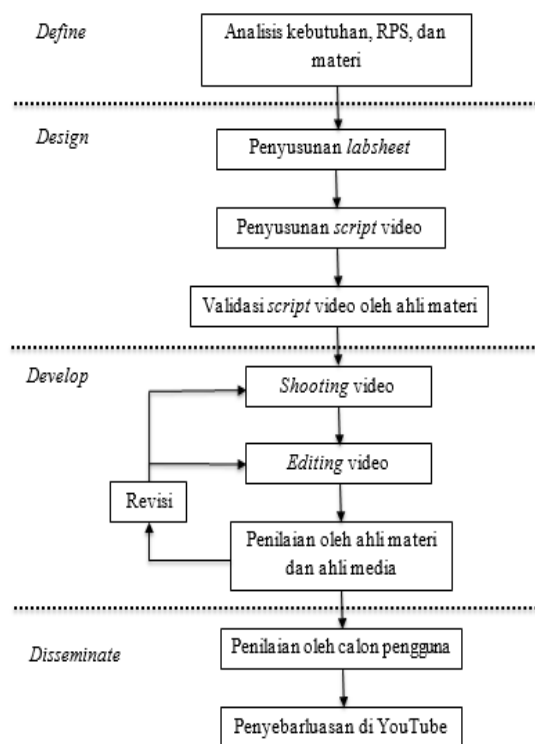 Define
Analisis kebutuhan, RPS, dan
materi
Design
Penyusunan labsheet
Penyusunan script video
Validasi script video oleh ahli materi
Develop
Shooting video
Editing video
Revisi
Penilaian oleh ahli materi
dan ahli media
Disseminate
Penilaian oleh calon pengguna
Penyebarluasan di YouTube